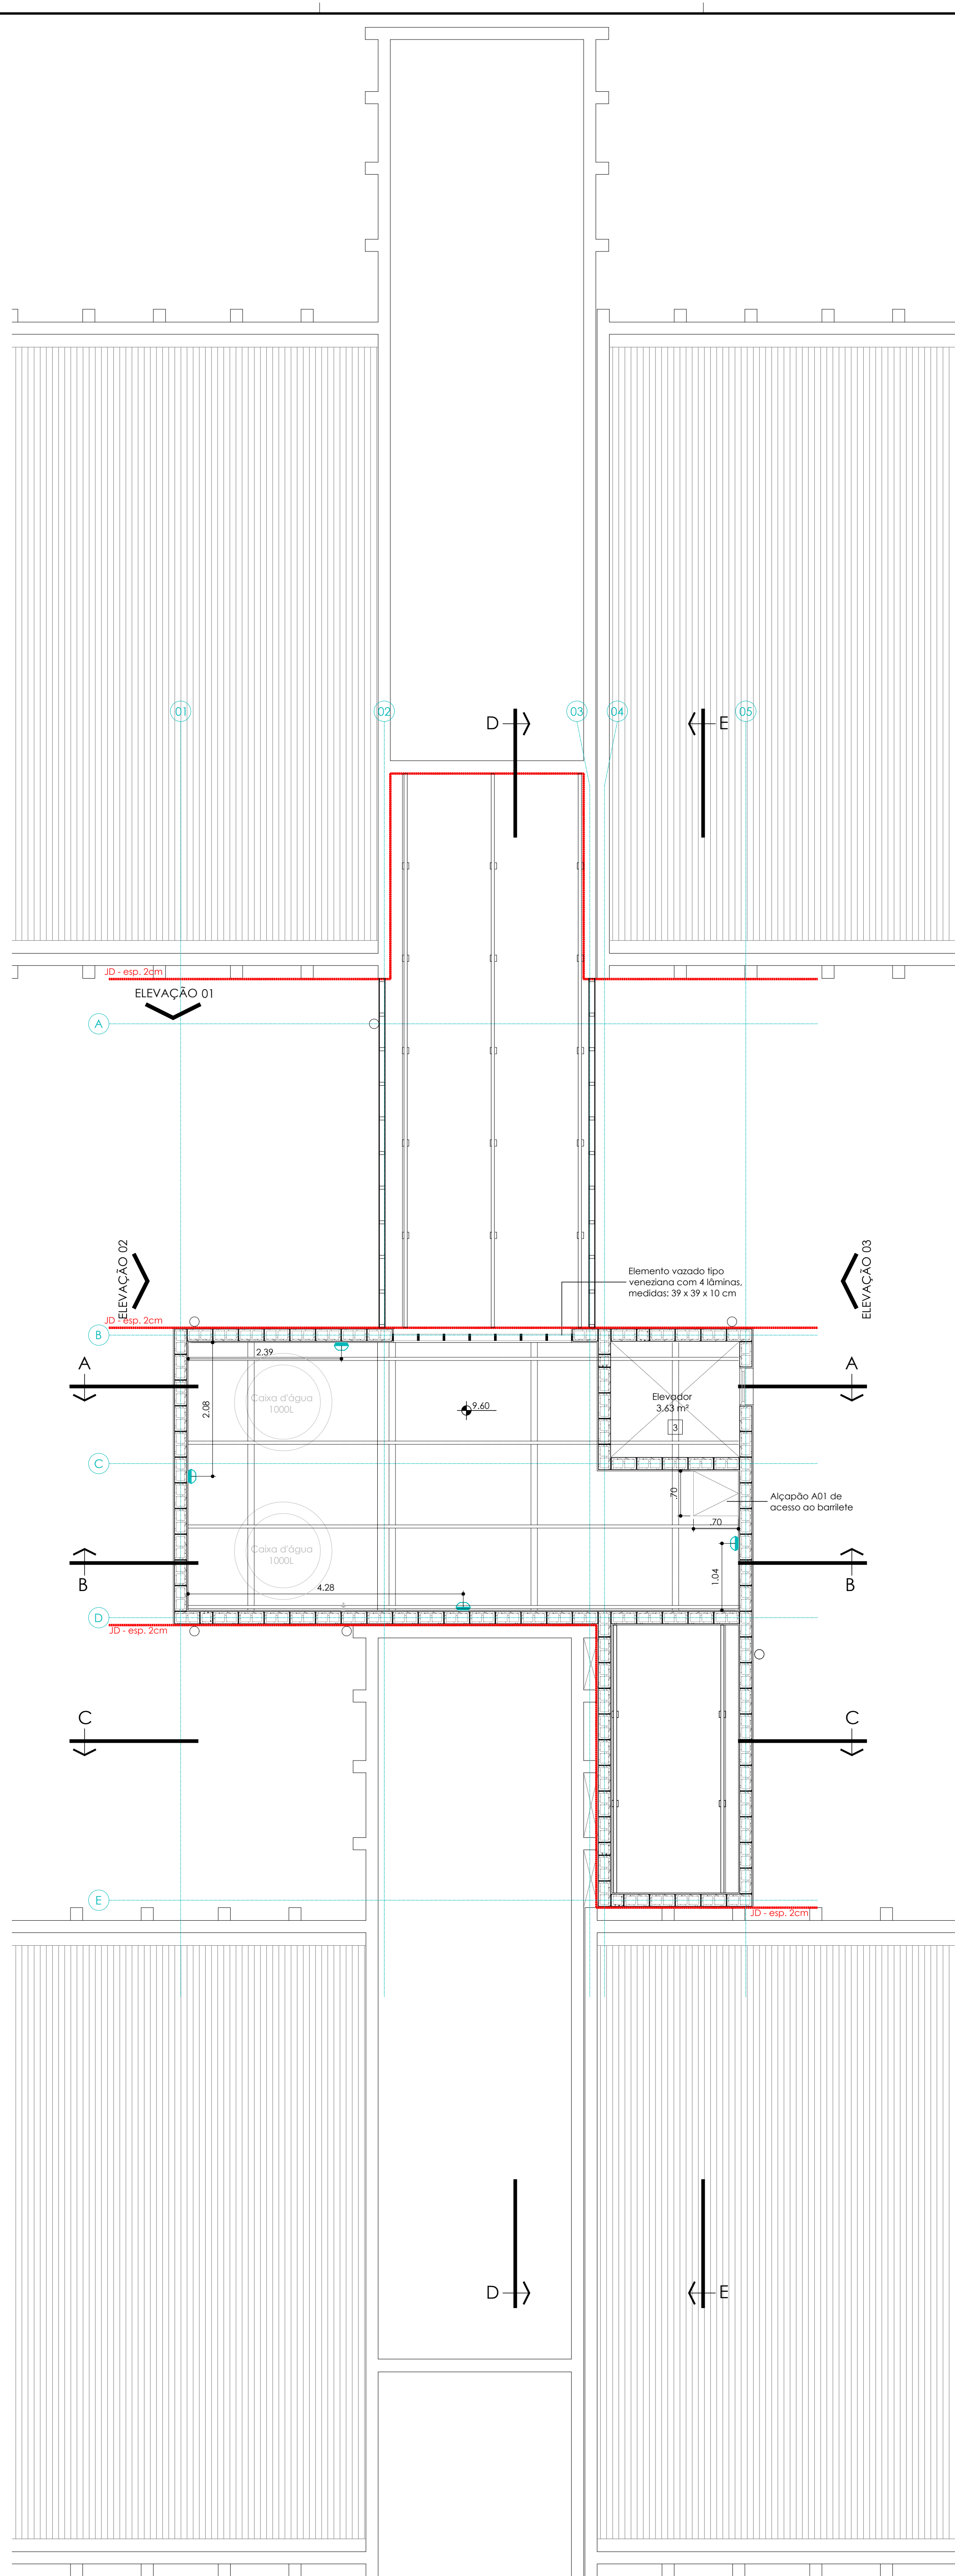 01
02
D
03
04
E
05
JD - esp. 2cm
ELEVAÇÃO 01
A
ELEVAÇÃO 02
ELEVAÇÃO 03
Elemento vazado tipo
veneziana com 4 lâminas,
medidas: 39 x 39 x 10 cm
JD - esp. 2cm
B
2.39
A
A
Caixa d'água
1000L
2.08
9.60
Elevador
3.63 m²
3
C
.70
Alçapão A01 de
acesso ao barrilete
.70
Caixa d'água
1000L
1.04
B
B
4.28
D
JD - esp. 2cm
C
C
E
JD - esp. 2cm
D
E